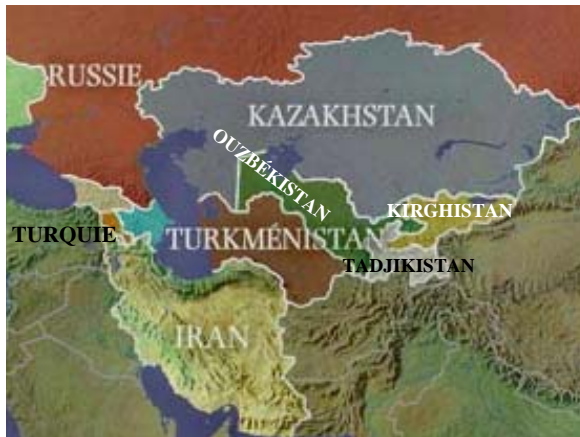 RUSSIE
KAZAKHSTAN
OUZBÉKISTAN
KIRGHISTAN
TURQUIE
TURKMÉNISTAN
TADJIKISTAN
IRAN